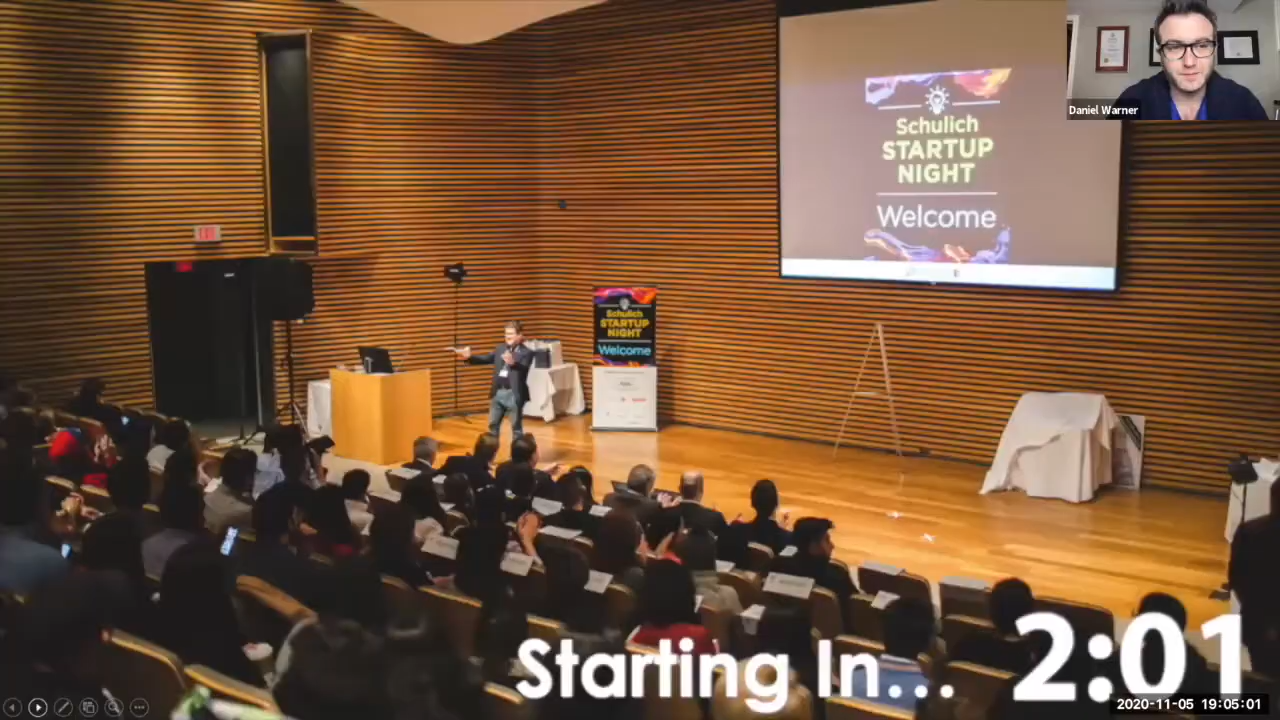 Daniel Warner
Schulich
STARTUP
NIGHT
Welcome
EXIT
Schulich
STARTUP
NIGHT
Welcome
Starting In... 2:01
2020-11-05 19:05:01